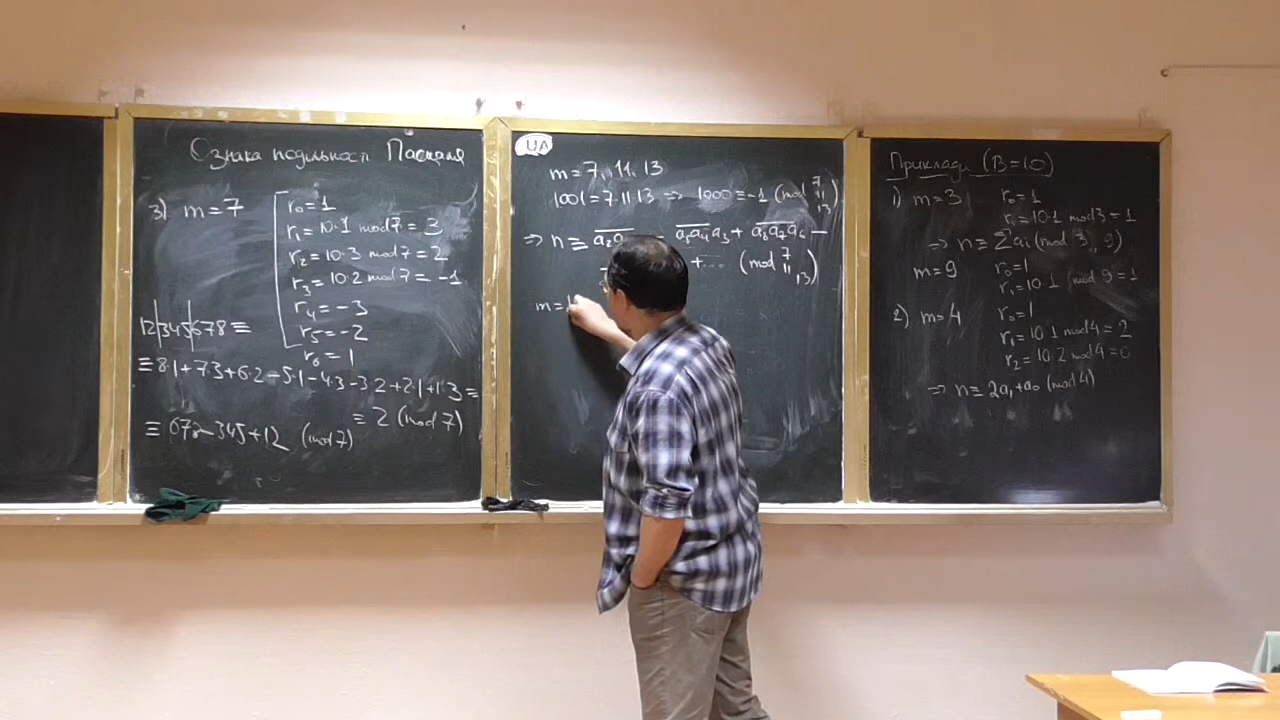 Ознака подільності Паскаля
3) m=7
r₀=1
r₁=10·1 mod 7=3
r₂=10·3 mod 7=2
r₃=10·2 mod 7=-1
r₄=-3
r₅=-2
r₆=1
12|345|678≡
≡8·1+7·3+6·2-5·1-4·3-3·2+2·1+1·3≡
≡2 (mod 7)
≡678-345+12 (mod 7)
UA
m=7, 11, 13
1001=7·11·13 ⇒ 1000≡-1 (mod 7, 11, 13)
⇒ n≡ a₅a₄a₃+a₈a₇a₆-
+... (mod 7, 11, 13)
m=1
Приклади (B=10)
1) m=3
r₀=1
r₁=10·1 mod 3=1
⇒ n≡Σaᵢ(mod 3, 9)
m=9
r₀=1
r₁=10·1 (mod 9=1
2) m=4
r₀=1
r₁=10·1 mod 4=2
r₂=10·2 mod 4=0
⇒ n≡2a₁+a₀ (mod 4)